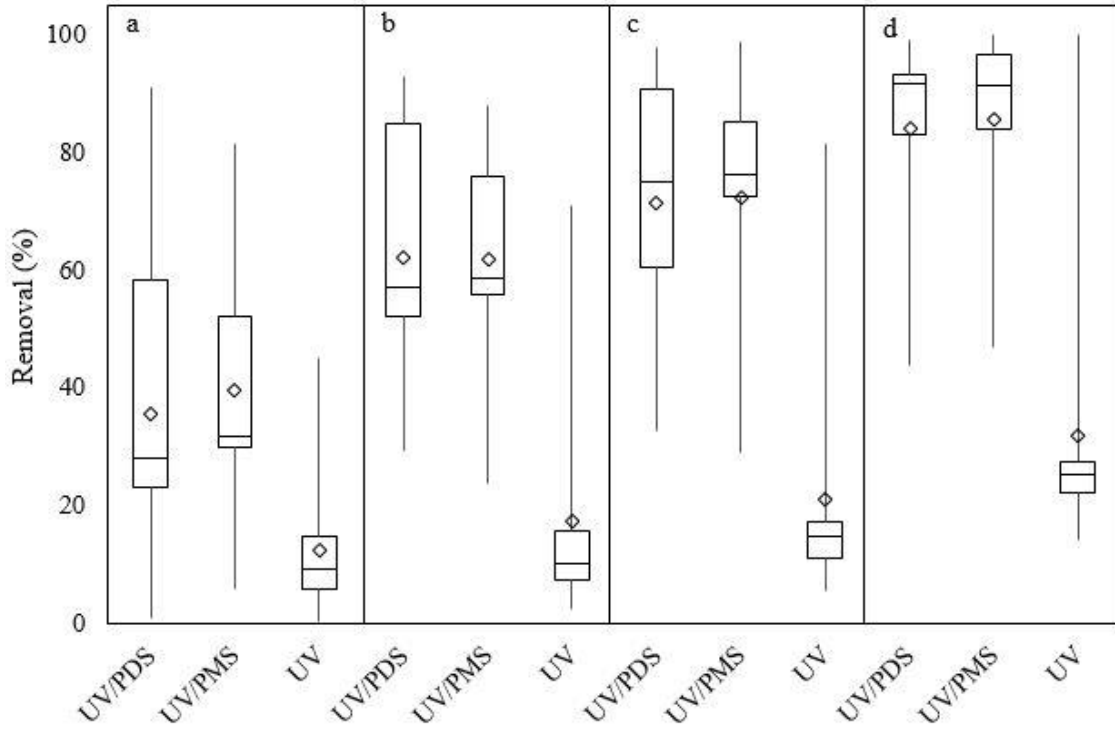 a
b
c
d
Removal (%)
100
80
60
40
20
0
UV/PDS
UV/PMS
UV
UV/PDS
UV/PMS
UV
UV/PDS
UV/PMS
UV
UV/PDS
UV/PMS
UV